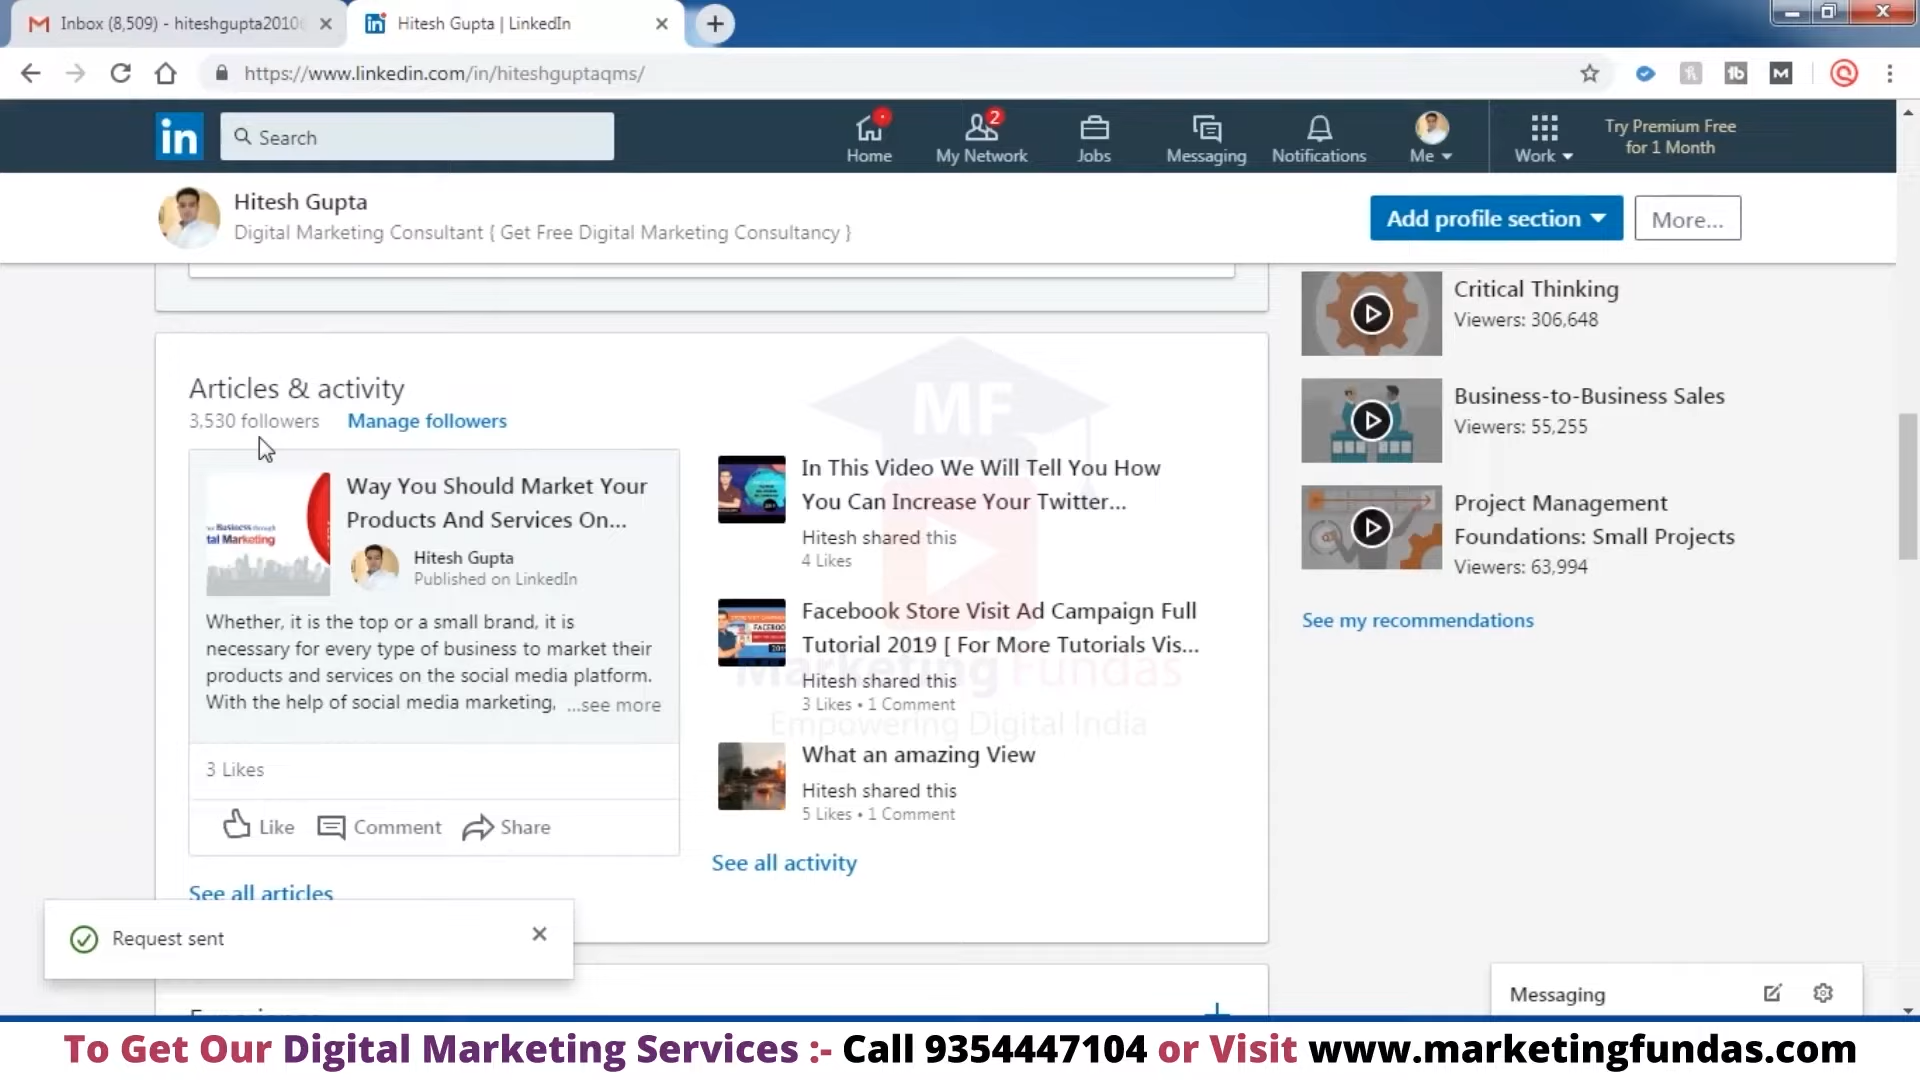 Inbox (8,509) - hiteshgupta2010
Hitesh Gupta | LinkedIn
https://www.linkedin.com/in/hiteshguptaqms/
in
Search
2
Home
My Network
Jobs
Messaging
Notifications
Me
Work
Try Premium Free
for 1 Month
Hitesh Gupta
Digital Marketing Consultant { Get Free Digital Marketing Consultancy }
Add profile section
More...
Articles & activity
3,530 followers
Manage followers
Way You Should Market Your
Products And Services On...
Hitesh Gupta
Published on LinkedIn
Whether, it is the top or a small brand, it is
necessary for every type of business to market their
products and services on the social media platform.
With the help of social media marketing, ...see more
3 Likes
Like
Comment
Share
See all articles
In This Video We Will Tell You How
You Can Increase Your Twitter...
Hitesh shared this
4 Likes
Facebook Store Visit Ad Campaign Full
Tutorial 2019 [ For More Tutorials Vis...
Hitesh shared this
3 Likes • 1 Comment
What an amazing View
Hitesh shared this
5 Likes • 1 Comment
See all activity
MF
Marketing Fundas
Empowering Digital India
Critical Thinking
Viewers: 306,648
Business-to-Business Sales
Viewers: 55,255
Project Management
Foundations: Small Projects
Viewers: 63,994
See my recommendations
Request sent
Messaging
To Get Our Digital Marketing Services :- Call 9354447104 or Visit www.marketingfundas.com